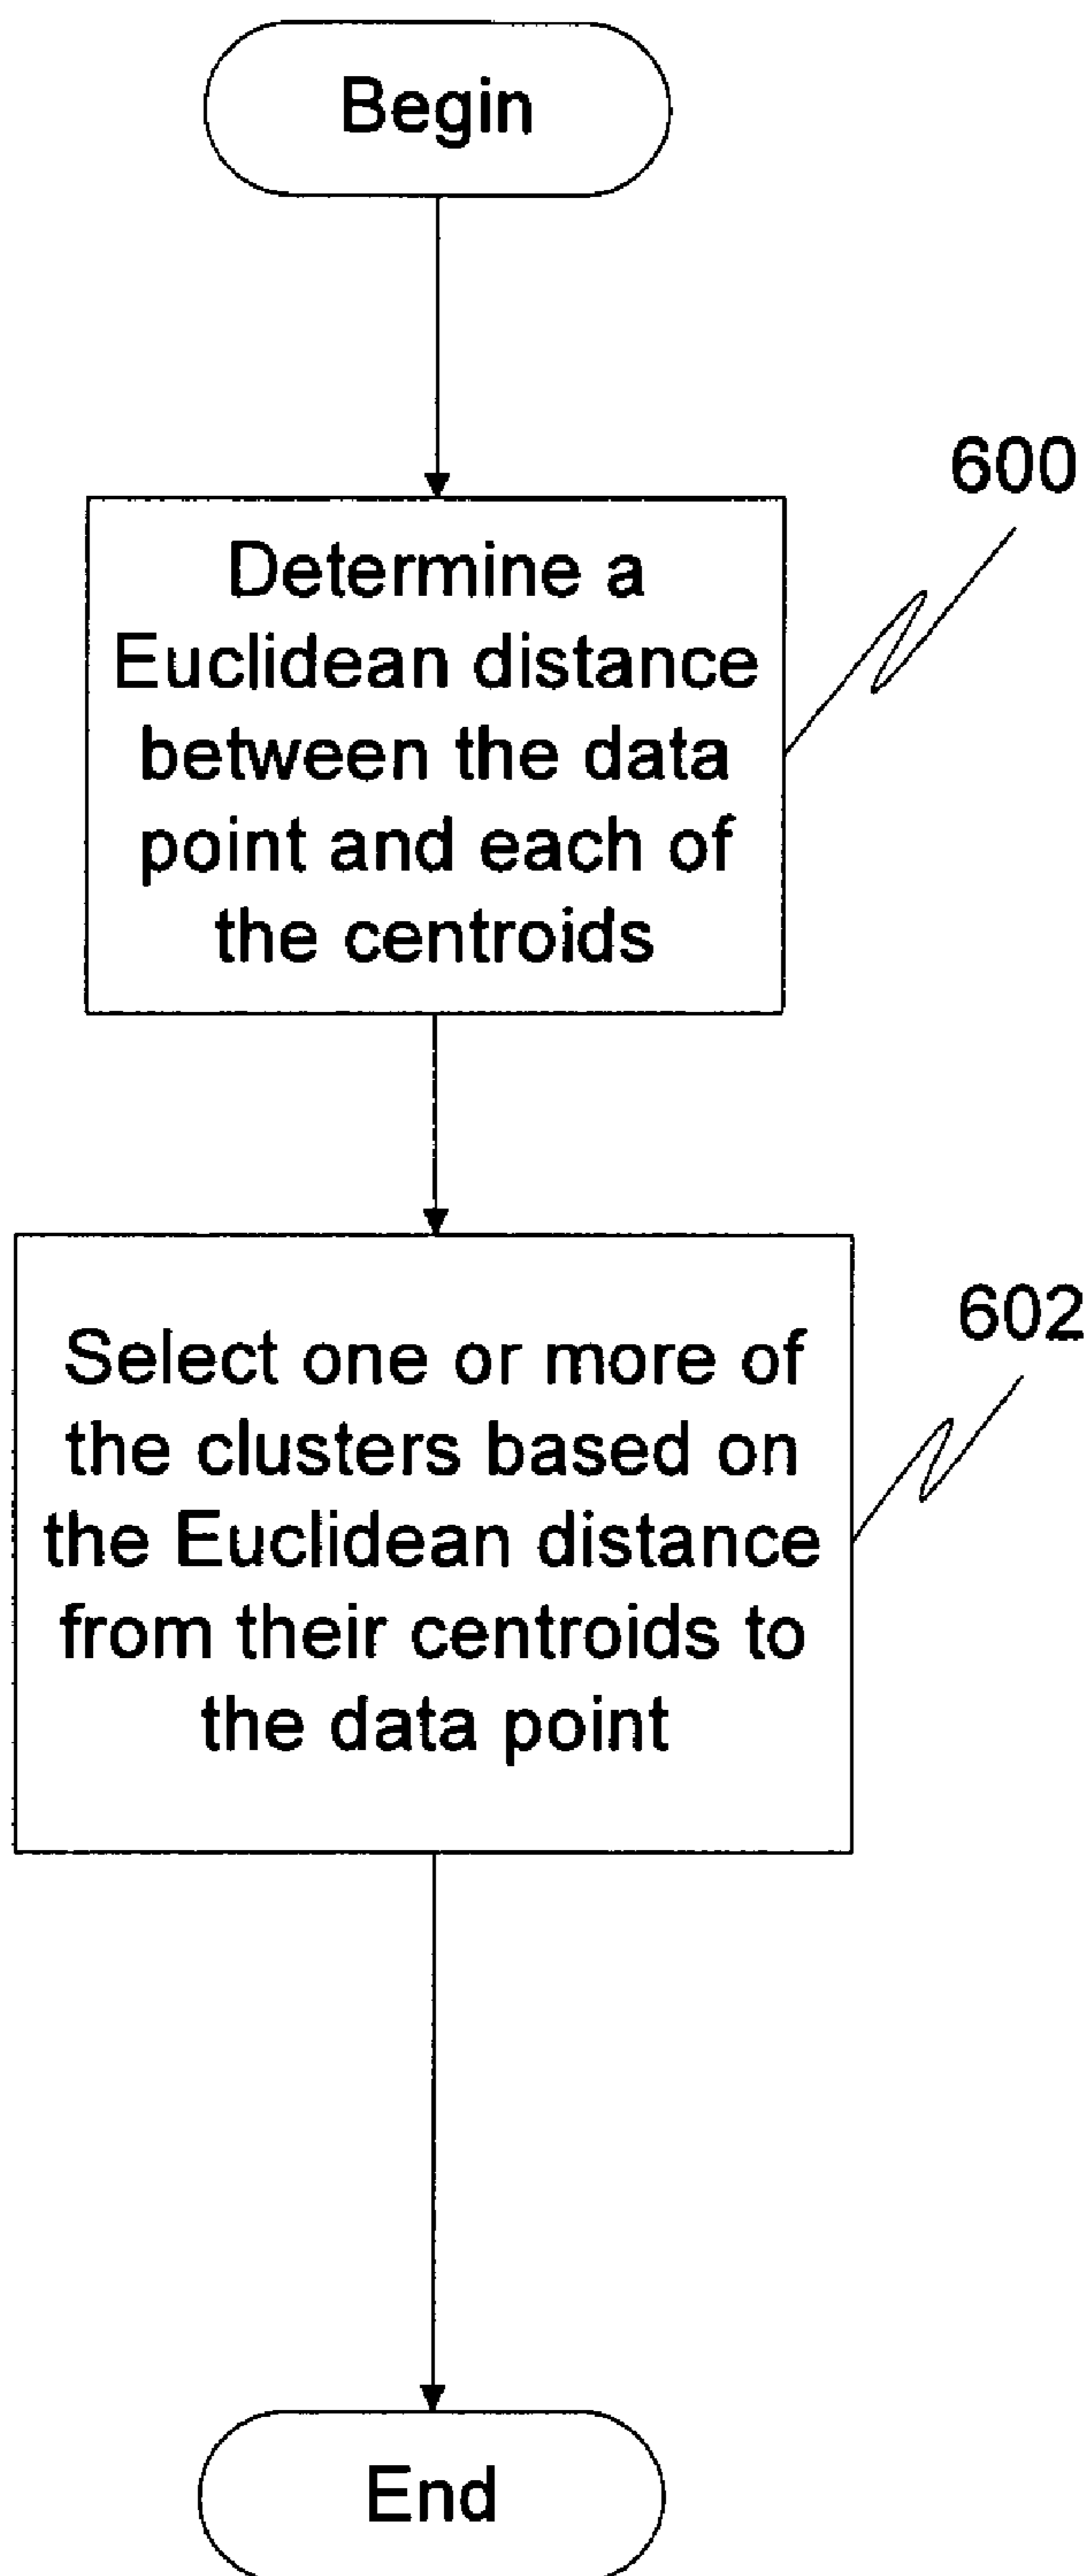 Begin
600
Determine a
Euclidean distance
between the data
point and each of
the centroids
602
Select one or more of
the clusters based on
the Euclidean distance
from their centroids to
the data point
End